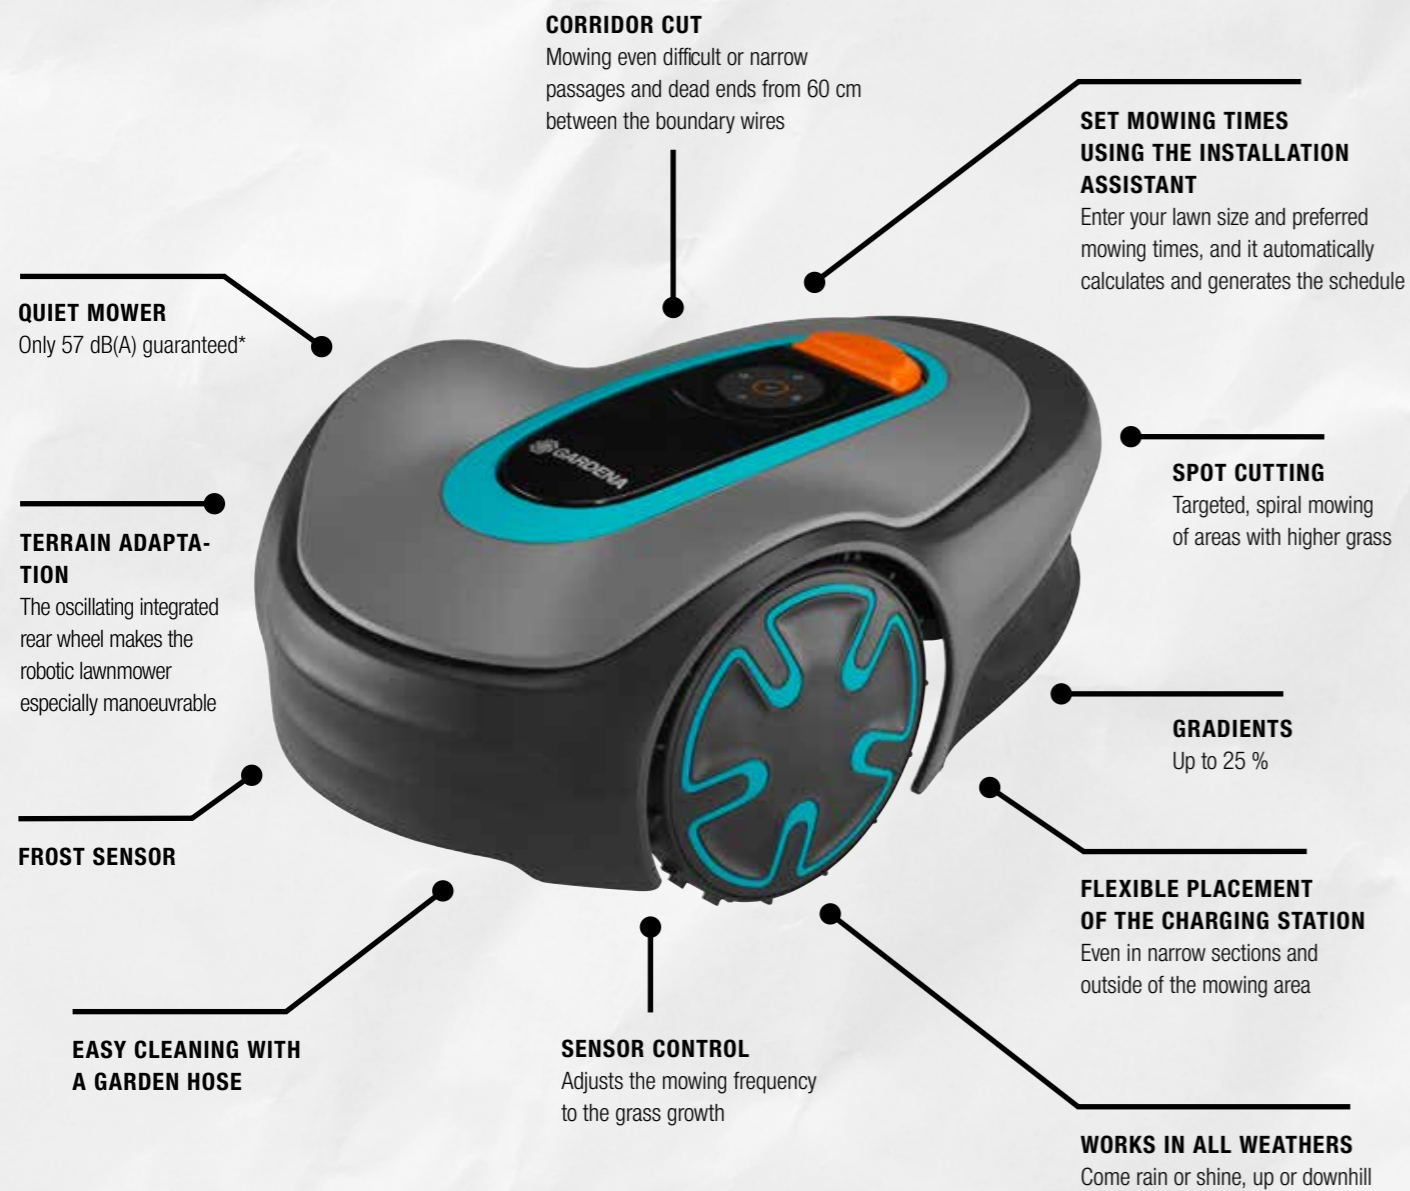 CORRIDOR CUT
Mowing even difficult or narrow
passages and dead ends from 60 cm
between the boundary wires
SET MOWING TIMES
USING THE INSTALLATION
ASSISTANT
Enter your lawn size and preferred
mowing times, and it automatically
calculates and generates the schedule
QUIET MOWER
Only 57 dB(A) guaranteed*
GARDENA
SPOT CUTTING
Targeted, spiral mowing
of areas with higher grass
TERRAIN ADAPTA-
TION
The oscillating integrated
rear wheel makes the
robotic lawnmower
especially manoeuvrable
GRADIENTS
Up to 25 %
FROST SENSOR
FLEXIBLE PLACEMENT
OF THE CHARGING STATION
Even in narrow sections and
outside of the mowing area
EASY CLEANING WITH
A GARDEN HOSE
SENSOR CONTROL
Adjusts the mowing frequency
to the grass growth
WORKS IN ALL WEATHERS
Come rain or shine, up or downhill